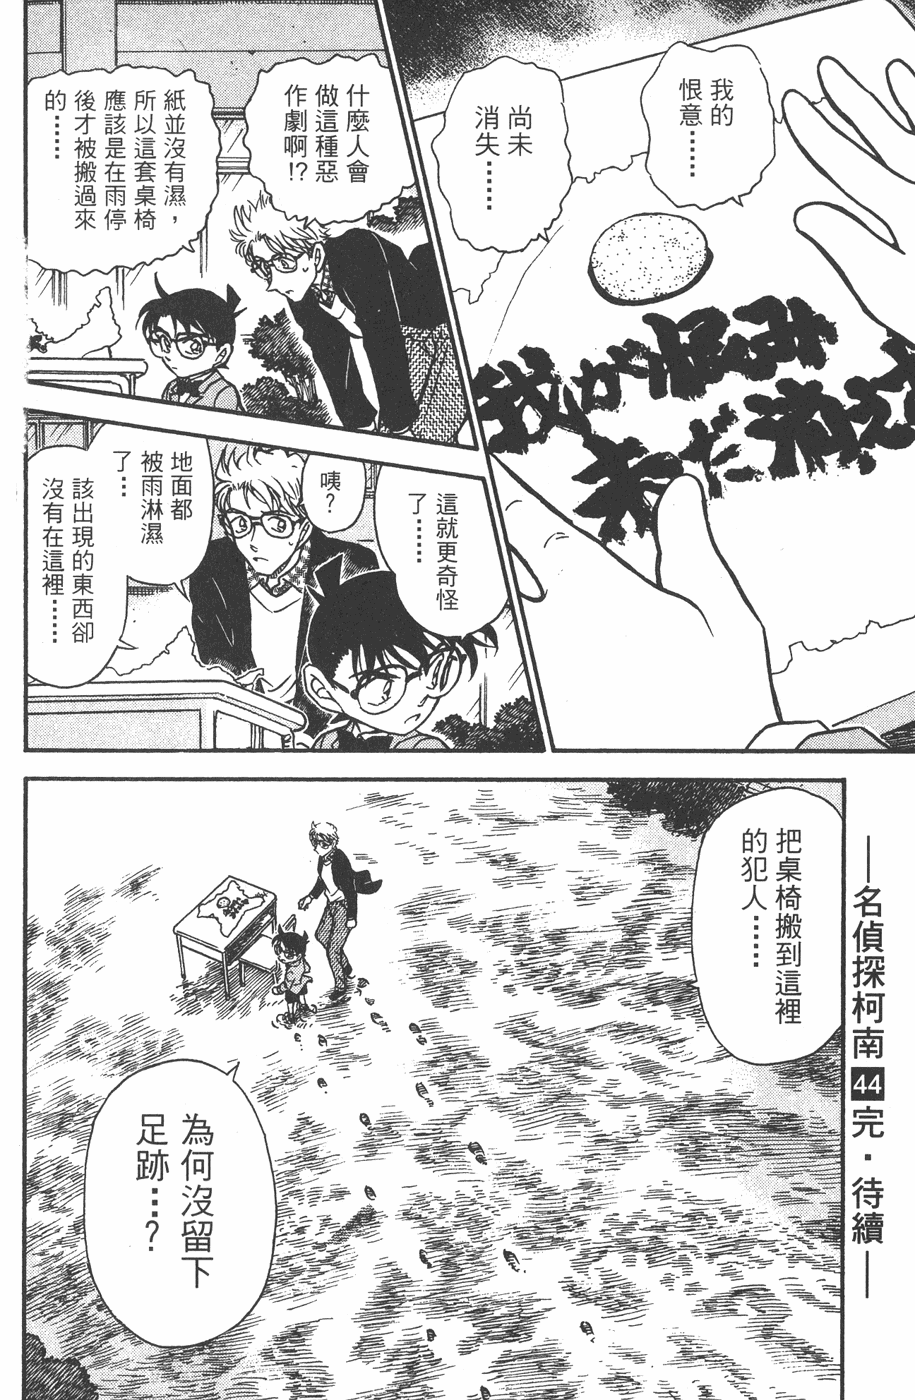 我的
恨意……
尚未
消失……
我が恨み
未だ消えず
什麼人會
做這種惡
作劇啊!?
紙並沒有濕，
所以這套桌椅
應該是在雨停
後才被搬過來
的……
這就更奇怪
了……
咦?
地面都
被雨淋濕
了…
該出現的東西卻
沒有在這裡……
把桌椅搬到這裡
的犯人……
為何沒留下
足跡…?
—名偵探柯南44完・待續—